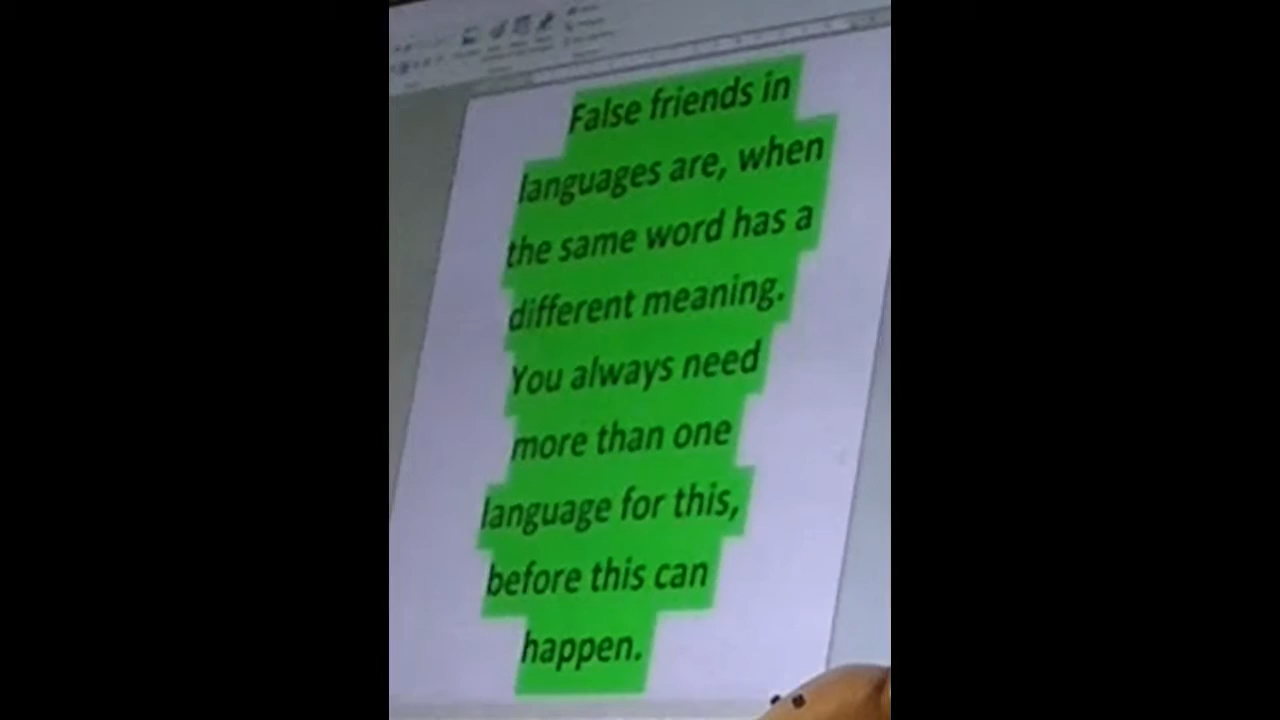 False friends in
languages are, when
the same word has a
different meaning.
You always need
more than one
language for this,
before this can
happen.